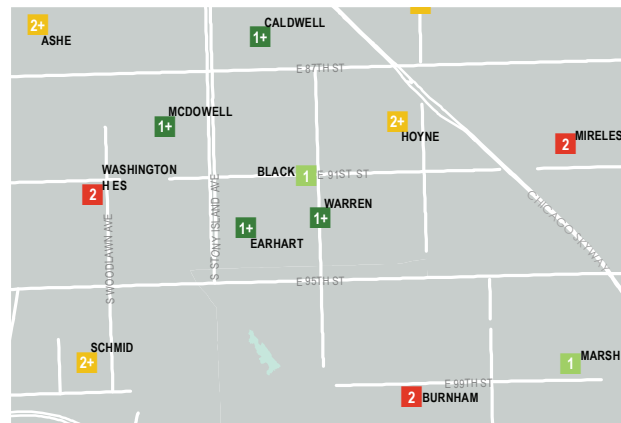 2+
ASHE
CALDWELL
1+
E 87TH ST
MCDOWELL
1+
2+
HOYNE
2
MIRELES
WASHINGTON
H ES
2
BLACK
1
E 91ST ST
WARREN
1+
1+
EARHART
S WOODLAWN AVE
S STONY ISLAND AVE
CHICAGO SKYWAY
E 95TH ST
SCHMID
2+
MARSH
1
E 99TH ST
2
BURNHAM